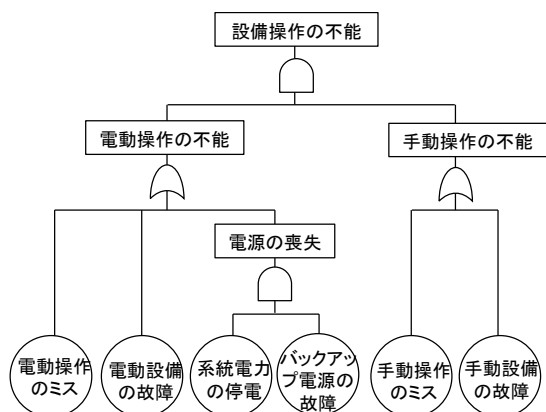 設備操作の不能
電動操作の不能
手動操作の不能
電源の喪失
電動操作
のミス
電動設備
の故障
系統電力
の停電
バックアッ
プ電源の
故障
手動操作
のミス
手動設備
の故障